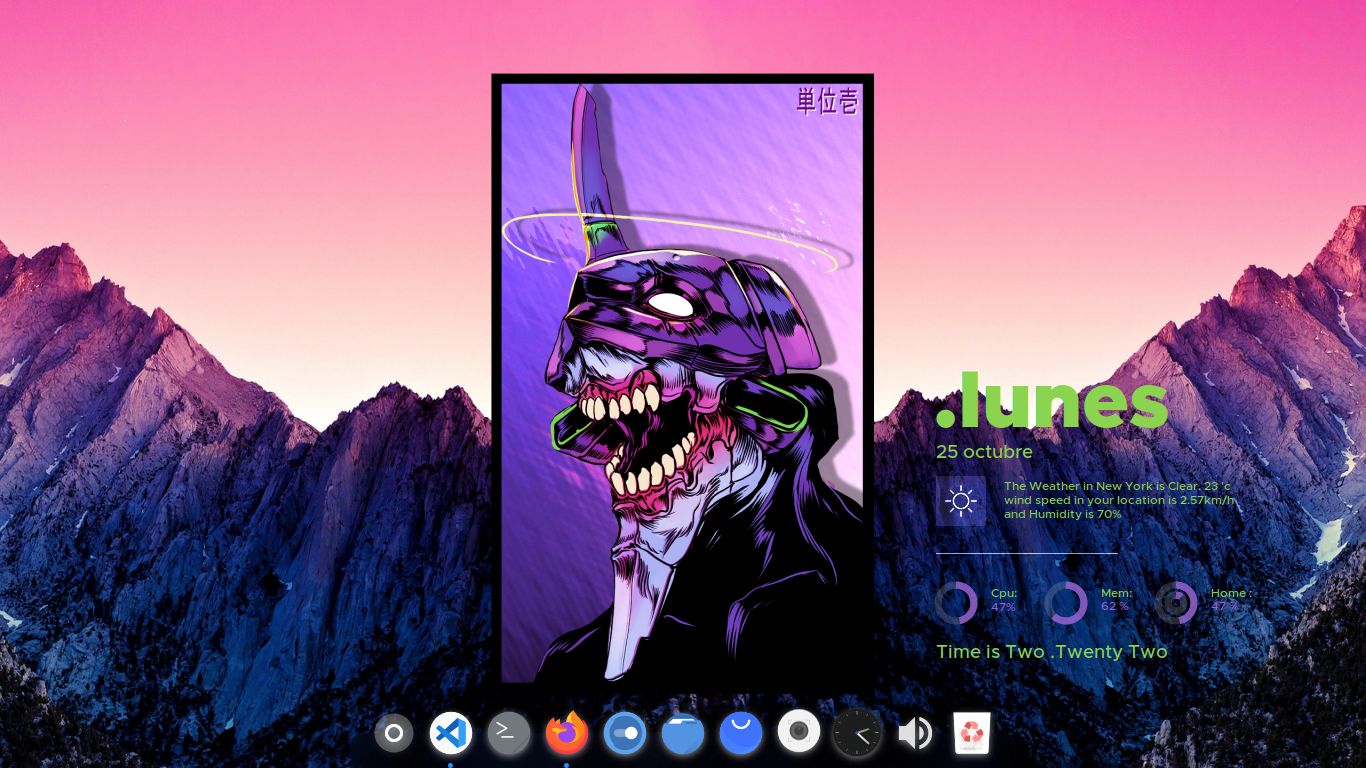 単位壱
.lunes
25 octubre
The Weather in New York is Clear. 23 °c
wind speed in your location is 2.57km/h
and Humidity is 70%
Cpu:
47%
Mem:
62 %
Home :
47 %
Time is Two .Twenty Two